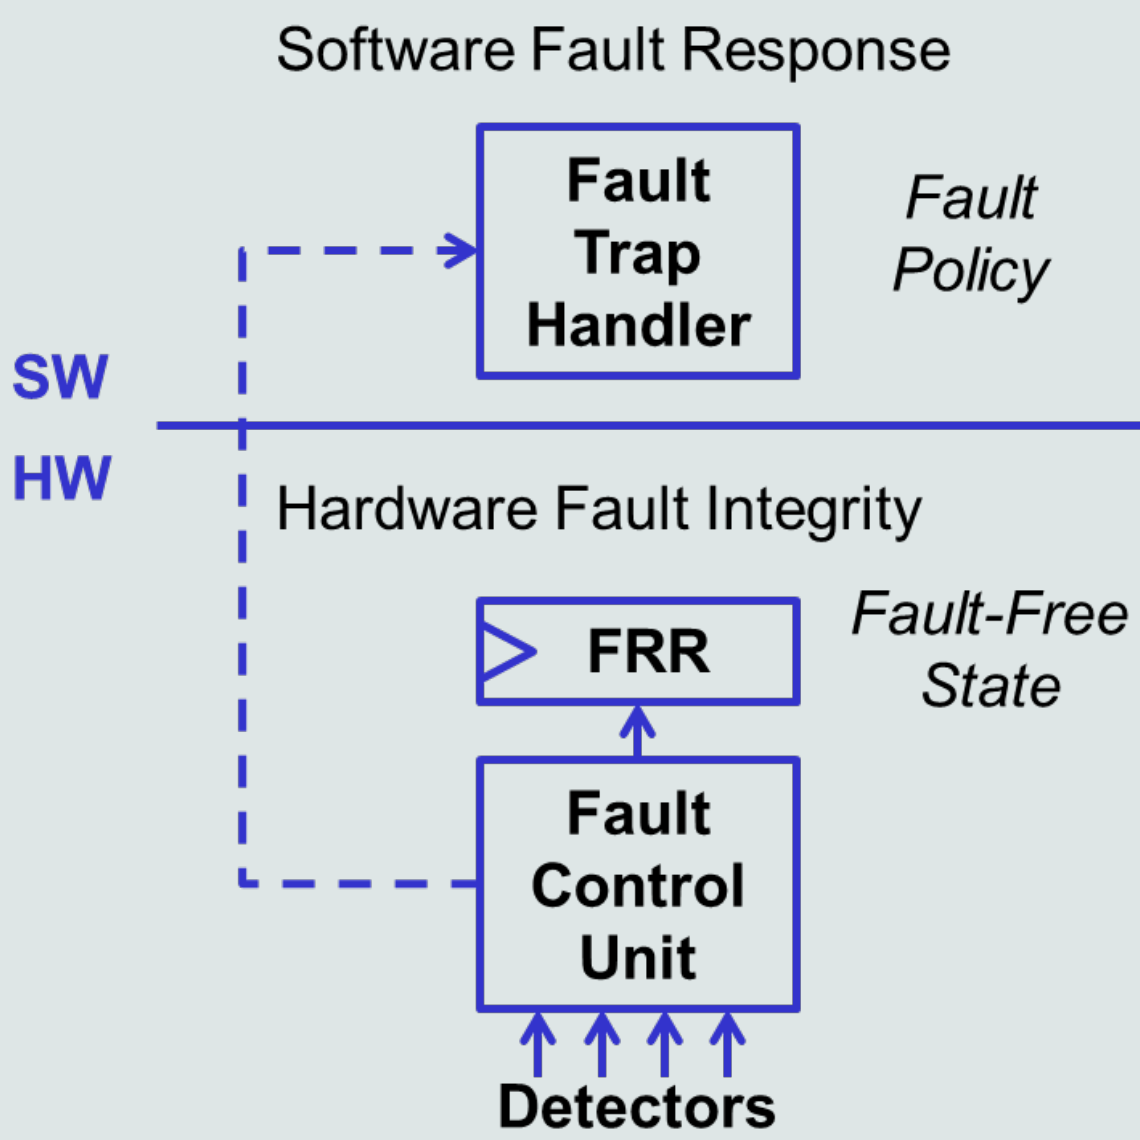 Software Fault Response
Fault
Trap
Handler
Fault
Policy
SW
HW
Hardware Fault Integrity
FRR
Fault-Free
State
Fault
Control
Unit
Detectors